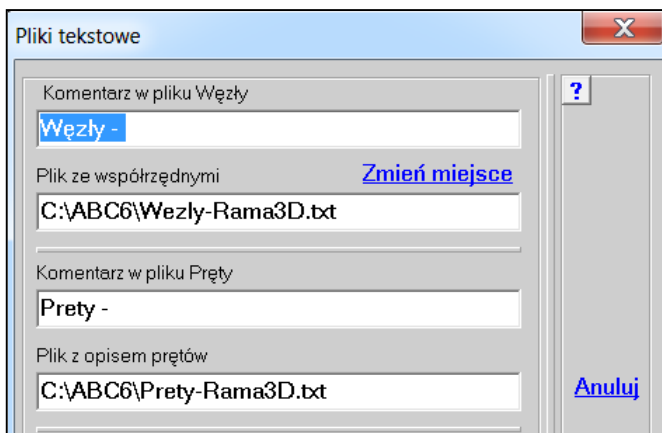 Pliki tekstowe
X
Komentarz w pliku Węzły
?
Węzły -
Plik ze współrzędnymi
Zmień miejsce
C:\ABC6\Wezly-Rama3D.txt
Komentarz w pliku Pręty
Prety -
Plik z opisem prętów
C:\ABC6\Prety-Rama3D.txt
Anuluj